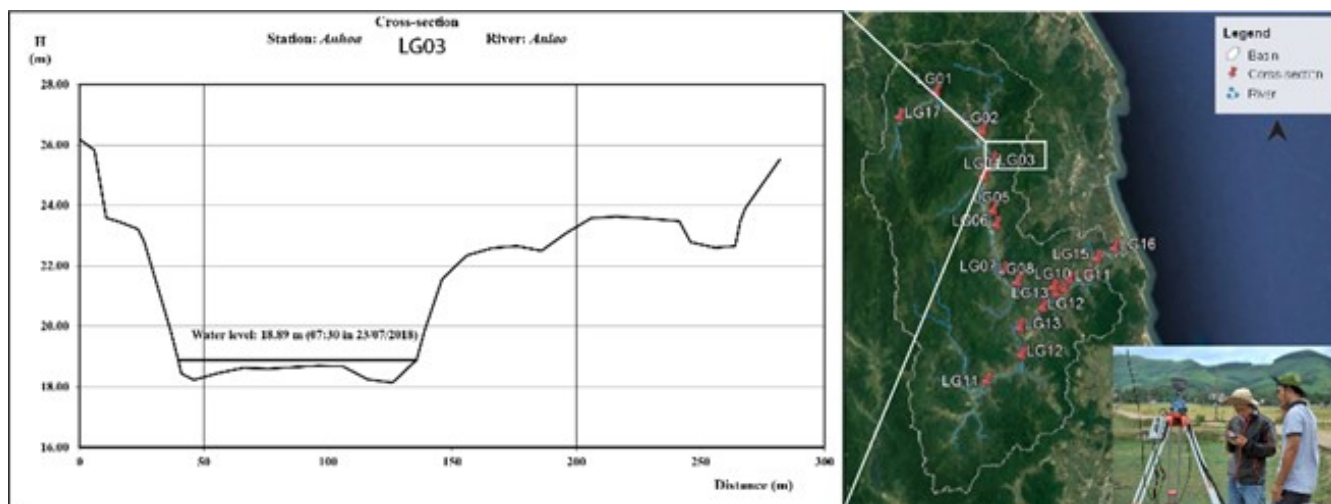 Cross-section
Station: Anhoa LG03 River: Anlao
H
(m)
28.00
26.00
24.00
22.00
20.00
18.00
16.00
Water level: 18.89 m (07:30 in 23/07/2018)
0 50 100 150 200 250 300
Distance (m)
Legend
Basin
Cross-section
River
LG01
LG17
LG02
LG03
LG05
LG06
LG07
G08
LG10
LG11
LG15
LG16
LG13
LG12
LG13
LG12
LG11